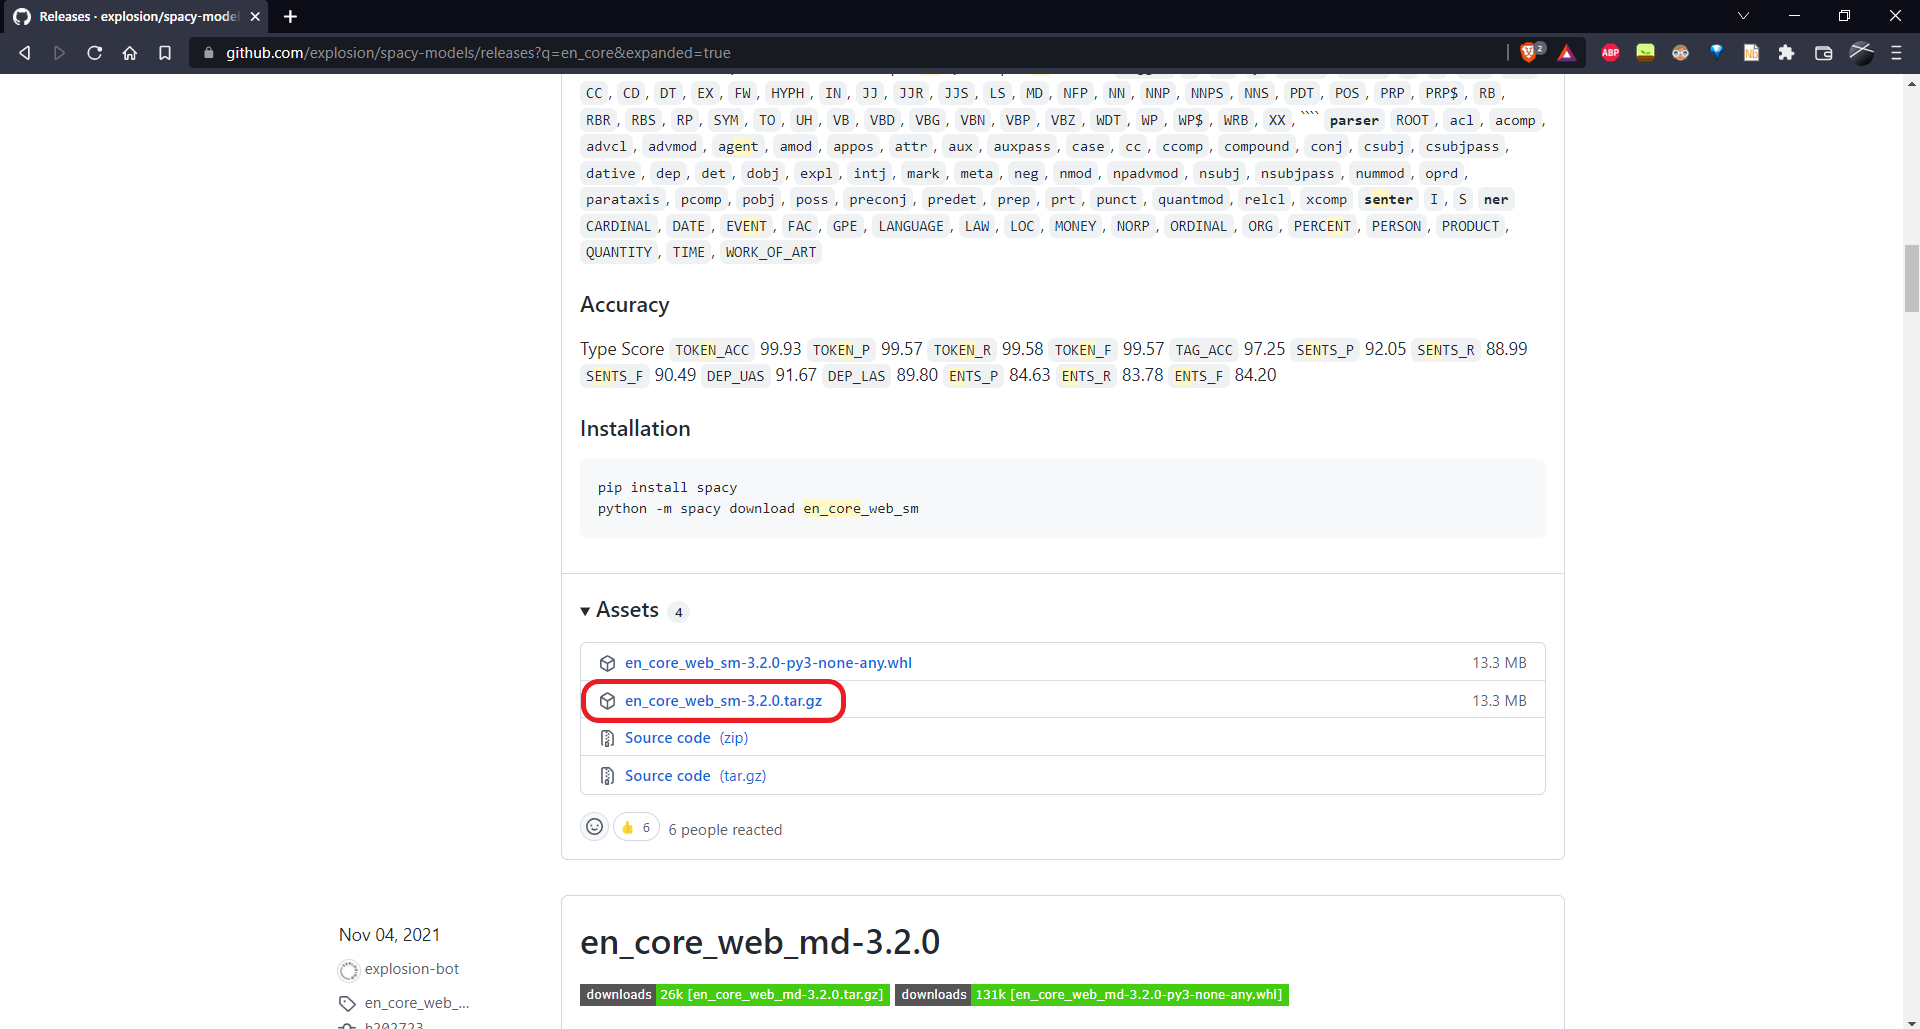 Releases · explosion/spacy-mode
github.com/explosion/spacy-models/releases?q=en_core&expanded=true
2
ABP
CC , CD , DT , EX , FW , HYPH , IN , JJ , JJR , JJS , LS , MD , NFP , NN , NNP , NNPS , NNS , PDT , POS , PRP , PRP$ , RB ,
RBR , RBS , RP , SYM , TO , UH , VB , VBD , VBG , VBN , VBP , VBZ , WDT , WP , WP$ , WRB , XX , ```` parser ROOT , acl , acomp ,
advcl , advmod , agent , amod , appos , attr , aux , auxpass , case , cc , ccomp , compound , conj , csubj , csubjpass ,
dative , dep , det , dobj , expl , intj , mark , meta , neg , nmod , npadvmod , nsubj , nsubjpass , nummod , oprd ,
parataxis , pcomp , pobj , poss , preconj , predet , prep , prt , punct , quantmod , relcl , xcomp senter I , S ner
CARDINAL , DATE , EVENT , FAC , GPE , LANGUAGE , LAW , LOC , MONEY , NORP , ORDINAL , ORG , PERCENT , PERSON , PRODUCT ,
QUANTITY , TIME , WORK_OF_ART
Accuracy
Type Score TOKEN_ACC 99.93 TOKEN_P 99.57 TOKEN_R 99.58 TOKEN_F 99.57 TAG_ACC 97.25 SENTS_P 92.05 SENTS_R 88.99
SENTS_F 90.49 DEP_UAS 91.67 DEP_LAS 89.80 ENTS_P 84.63 ENTS_R 83.78 ENTS_F 84.20
Installation
pip install spacy
python -m spacy download en_core_web_sm
Assets 4
en_core_web_sm-3.2.0-py3-none-any.whl 13.3 MB
en_core_web_sm-3.2.0.tar.gz 13.3 MB
Source code (zip)
Source code (tar.gz)
6 6 people reacted
Nov 04, 2021
explosion-bot
en_core_web_...
h202723
en_core_web_md-3.2.0
downloads 26k [en_core_web_md-3.2.0.tar.gz] downloads 131k [en_core_web_md-3.2.0-py3-none-any.whl]